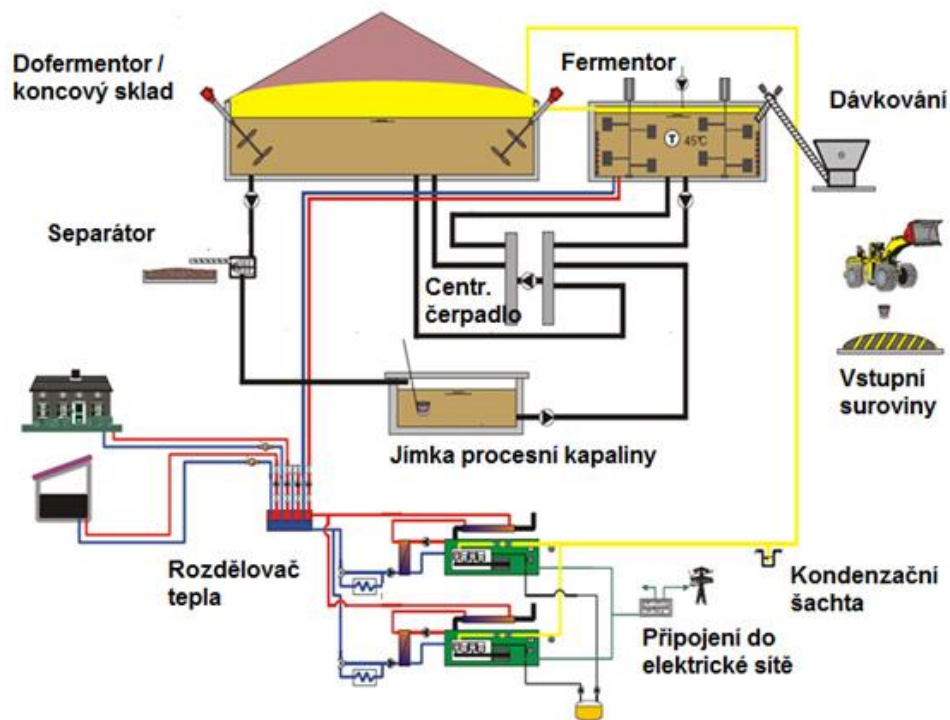 Dofermentor /
koncový sklad
Fermentor
Dávkování
T 45°C
Separátor
Centr.
čerpadlo
Vstupní
suroviny
Jímka procesní kapaliny
Rozdělovač
tepla
Kondenzační
šachta
Připojení do
elektrické sítě